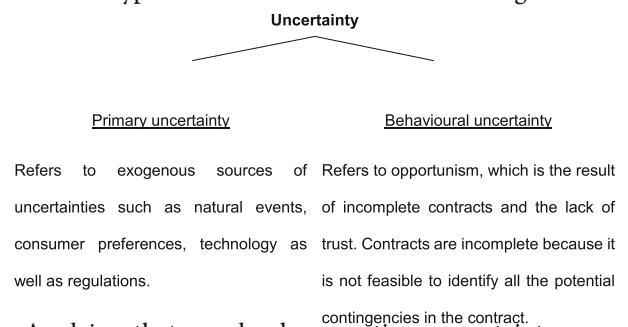 Uncertainty
Primary uncertainty
Refers to exogenous sources of
uncertainties such as natural events,
consumer preferences, technology as
well as regulations.
Behavioural uncertainty
Refers to opportunism, which is the result
of incomplete contracts and the lack of
trust. Contracts are incomplete because it
is not feasible to identify all the potential
contingencies in the contract.